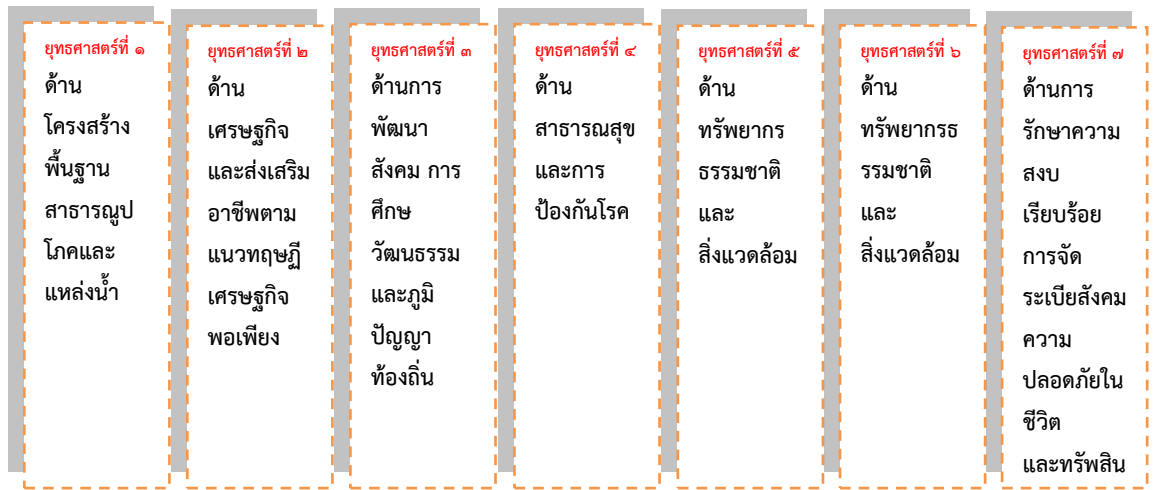 ยุทธศาสตร์ที่ ๑
ด้าน
โครงสร้าง
พื้นฐาน
สาธารณูป
โภคและ
แหล่งน้ำ
ยุทธศาสตร์ที่ ๒
ด้าน
เศรษฐกิจ
และส่งเสริม
อาชีพตาม
แนวทฤษฎี
เศรษฐกิจ
พอเพียง
ยุทธศาสตร์ที่ ๓
ด้านการ
พัฒนา
สังคม การ
ศึกษ
วัฒนธรรม
และภูมิ
ปัญญา
ท้องถิ่น
ยุทธศาสตร์ที่ ๔
ด้าน
สาธารณสุข
และการ
ป้องกันโรค
ยุทธศาสตร์ที่ ๕
ด้าน
ทรัพยากร
ธรรมชาติ
และ
สิ่งแวดล้อม
ยุทธศาสตร์ที่ ๖
ด้าน
ทรัพยากรธ
รรมชาติ
และ
สิ่งแวดล้อม
ยุทธศาสตร์ที่ ๗
ด้านการ
รักษาความ
สงบ
เรียบร้อย
การจัด
ระเบียสังคม
ความ
ปลอดภัยใน
ชีวิต
และทรัพสิน